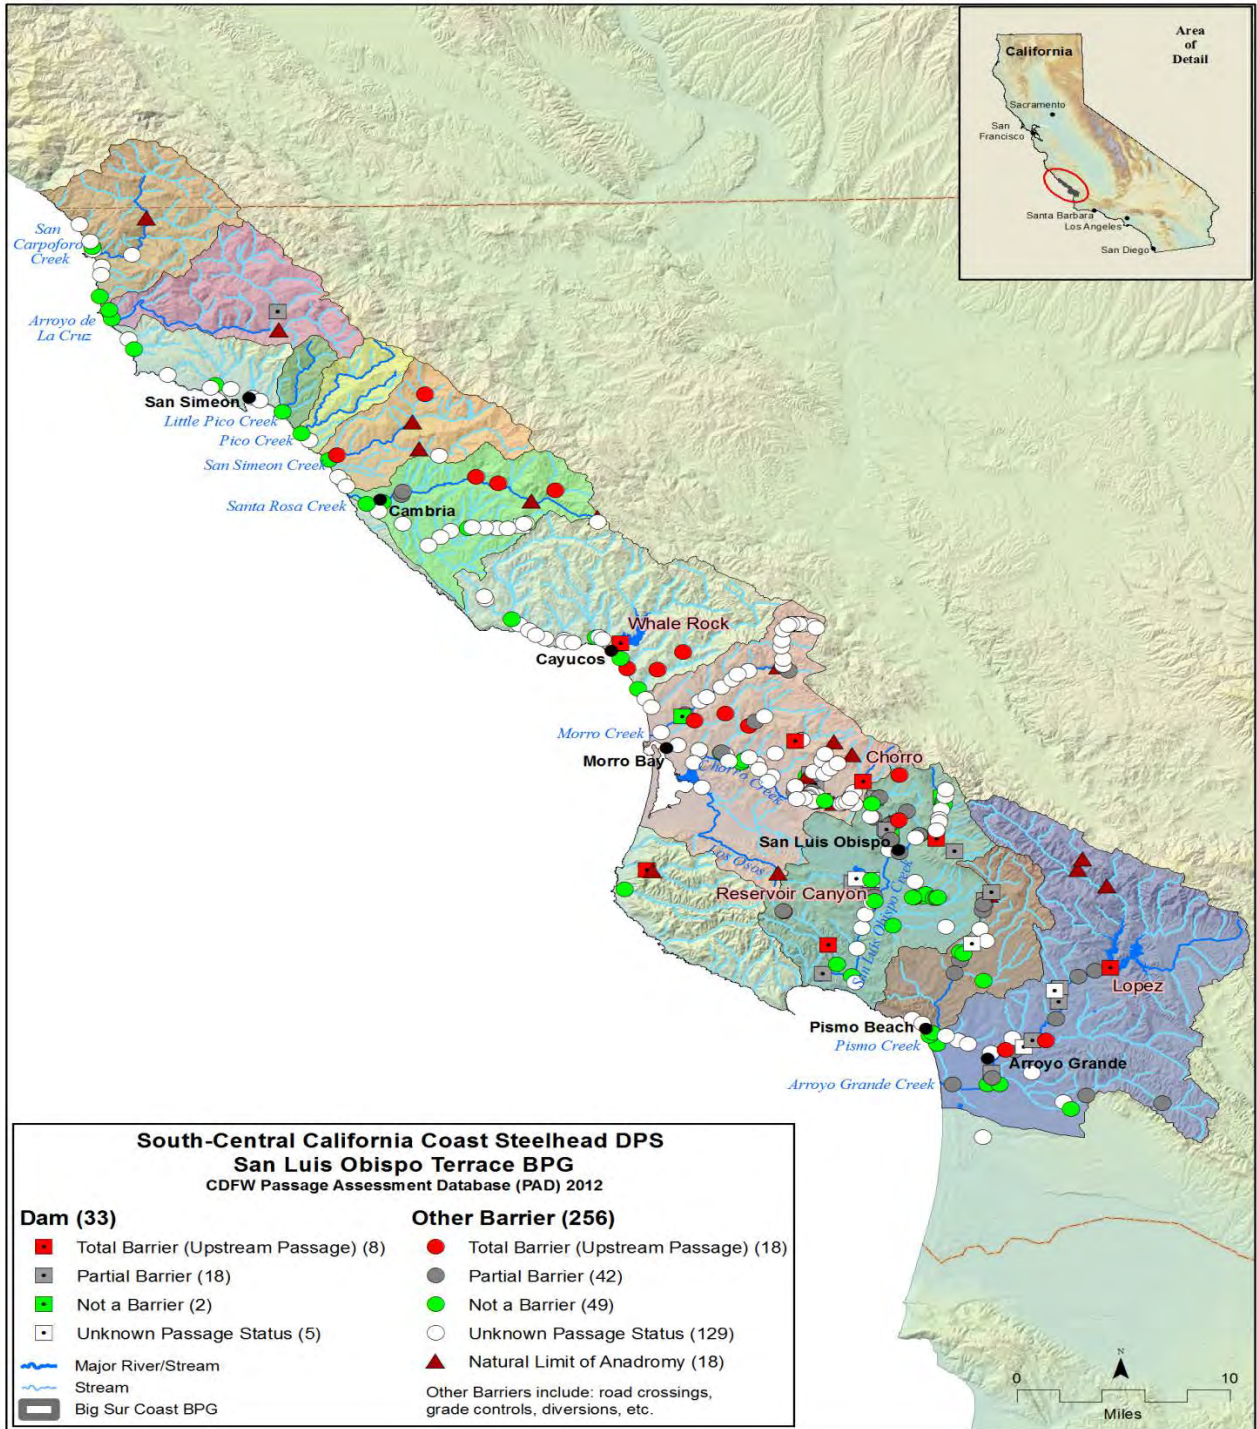 Area
of
Detail
California
Sacramento
San
Francisco
Santa Barbara
Los Angeles
San Diego
San
Carpoforo
Creek
Arroyo de
La Cruz
San Simeon
Little Pico Creek
Pico Creek
San Simeon Creek
Santa Rosa Creek
Cambria
Whale Rock
Cayucos
Morro Creek
Morro Bay
Chorro
Chorro Creek
San Luis Obispo
Los Osos
Reservoir Canyon
San Luis Obispo Creek
Lopez
Pismo Beach
Pismo Creek
Arroyo Grande
Arroyo Grande Creek
South-Central California Coast Steelhead DPS
San Luis Obispo Terrace BPG
CDFW Passage Assessment Database (PAD) 2012
Dam (33)
Total Barrier (Upstream Passage) (8)
Partial Barrier (18)
Not a Barrier (2)
Unknown Passage Status (5)
Major River/Stream
Stream
Big Sur Coast BPG
Other Barrier (256)
Total Barrier (Upstream Passage) (18)
Partial Barrier (42)
Not a Barrier (49)
Unknown Passage Status (129)
Natural Limit of Anadromy (18)
Other Barriers include: road crossings,
grade controls, diversions, etc.
N
0 10
Miles